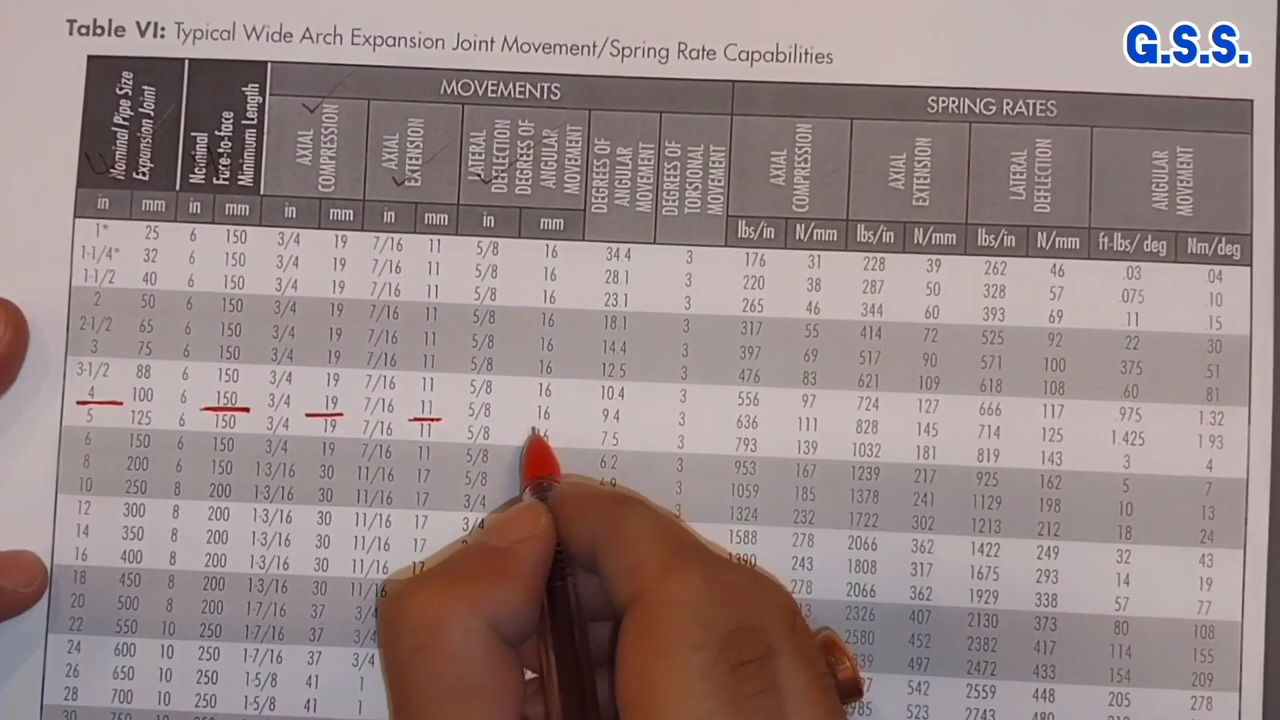 Table VI: Typical Wide Arch Expansion Joint Movement/Spring Rate Capabilities
G.S.S.
MOVEMENTS SPRING RATES
Nominal Pipe Size Expansion Joint
Nominal Face-to-face Minimum Length
AXIAL COMPRESSION
AXIAL EXTENSION
LATERAL DEFLECTION DEGREES OF ANGULAR MOVEMENT
DEGREES OF ANGULAR MOVEMENT
DEGREES OF TORSIONAL MOVEMENT
AXIAL COMPRESSION
AXIAL EXTENSION
LATERAL DEFLECTION
ANGULAR MOVEMENT
in mm in mm in mm in mm in mm lbs/in N/mm lbs/in N/mm lbs/in N/mm ft-lbs/ deg Nm/deg
1* 25 6 150 3/4 19 7/16 11 5/8 16 34.4 3 176 31 228 39 262 46 .03 .04
1-1/4* 32 6 150 3/4 19 7/16 11 5/8 16 28.1 3 220 38 287 50 328 57 .075 .10
1-1/2 40 6 150 3/4 19 7/16 11 5/8 16 23.1 3 265 46 344 60 393 69 .11 .15
2 50 6 150 3/4 19 7/16 11 5/8 16 18.1 3 317 55 414 72 525 92 22 30
2-1/2 65 6 150 3/4 19 7/16 11 5/8 16 14.4 3 397 69 517 90 571 100 375 .51
3 75 6 150 3/4 19 7/16 11 5/8 16 12.5 3 476 83 621 109 618 108 60 .81
3-1/2 88 6 150 3/4 19 7/16 11 5/8 16 10.4 3 556 97 724 127 666 117 .975 1.32
4 100 6 150 3/4 19 7/16 11 5/8 16 9.4 3 636 111 828 145 714 125 1.425 1 93
5 125 6 150 3/4 19 7/16 11 5/8 16 7.5 3 793 139 1032 181 819 143 3 4
6 150 6 150 3/4 19 7/16 11 5/8 6.2 3 953 167 1239 217 925 162 5 7
8 200 6 150 1-3/16 30 11/16 17 5/8 3 1059 185 1378 241 1129 198 10 13
10 250 8 200 1-3/16 30 11/16 17 3/4 3 1324 232 1722 302 1213 212 18 24
12 300 8 200 1-3/16 30 11/16 17 3/4 1588 278 2066 362 1422 249 32 43
14 350 8 200 1-3/16 30 11/16 17 1390 243 1808 317 1675 293 14 19
16 400 8 200 1-3/16 30 11/16 17 278 2066 362 1929 338 57 77
18 450 8 200 1-3/16 30 11/16 2326 407 2130 373 80 108
20 500 8 200 1-7/16 37 3/4 2580 452 2382 417 114 155
22 550 10 250 1-7/16 37 3/4 497 2472 433 154 209
24 600 10 250 1-7/16 37 3/4 542 2559 448 205 278
26 650 10 250 1-5/8 41 1 523 2743
28 700 10 250 1-5/8 41 1